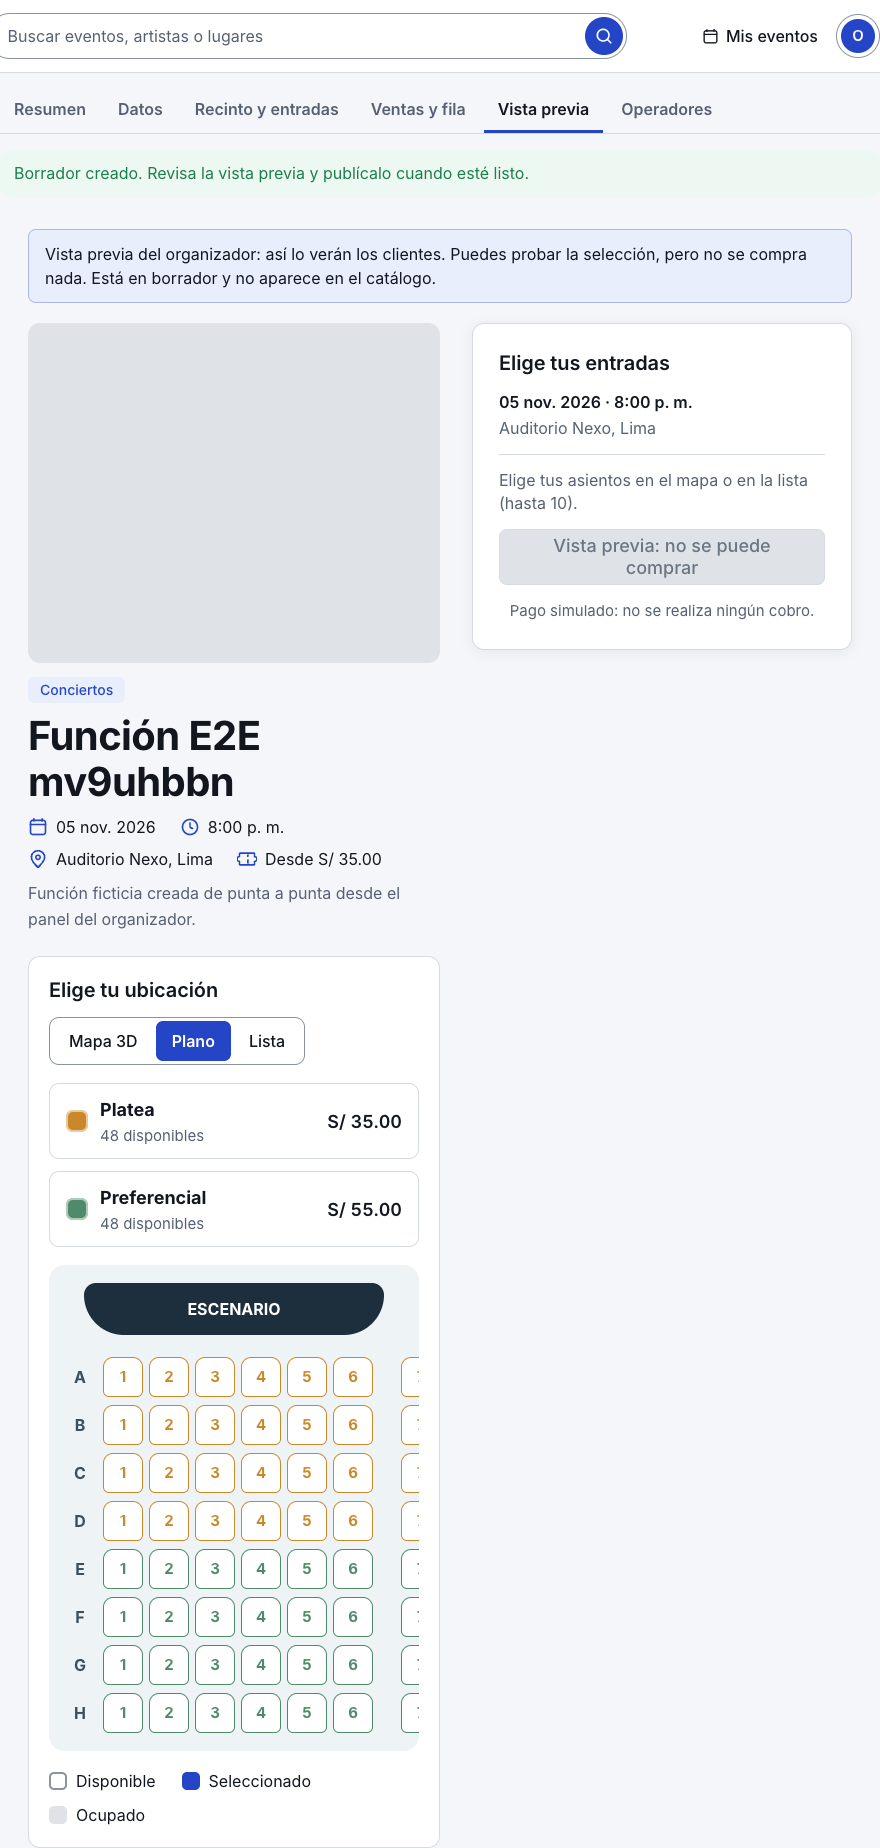 Buscar eventos, artistas o lugares
Mis eventos
O
Resumen Datos Recinto y entradas Ventas y fila Vista previa Operadores
Borrador creado. Revisa la vista previa y publícalo cuando esté listo.
Vista previa del organizador: así lo verán los clientes. Puedes probar la selección, pero no se compra
nada. Está en borrador y no aparece en el catálogo.
Elige tus entradas
05 nov. 2026 · 8:00 p. m.
Auditorio Nexo, Lima
Elige tus asientos en el mapa o en la lista
(hasta 10).
Vista previa: no se puede
comprar
Pago simulado: no se realiza ningún cobro.
Conciertos
Función E2E
mv9uhbbn
05 nov. 2026 8:00 p. m.
Auditorio Nexo, Lima Desde S/ 35.00
Función ficticia creada de punta a punta desde el
panel del organizador.
Elige tu ubicación
Mapa 3D Plano Lista
Platea
48 disponibles
S/ 35.00
Preferencial
48 disponibles
S/ 55.00
ESCENARIO
A 1 2 3 4 5 6
B 1 2 3 4 5 6
C 1 2 3 4 5 6
D 1 2 3 4 5 6
E 1 2 3 4 5 6
F 1 2 3 4 5 6
G 1 2 3 4 5 6
H 1 2 3 4 5 6
Disponible Seleccionado
Ocupado